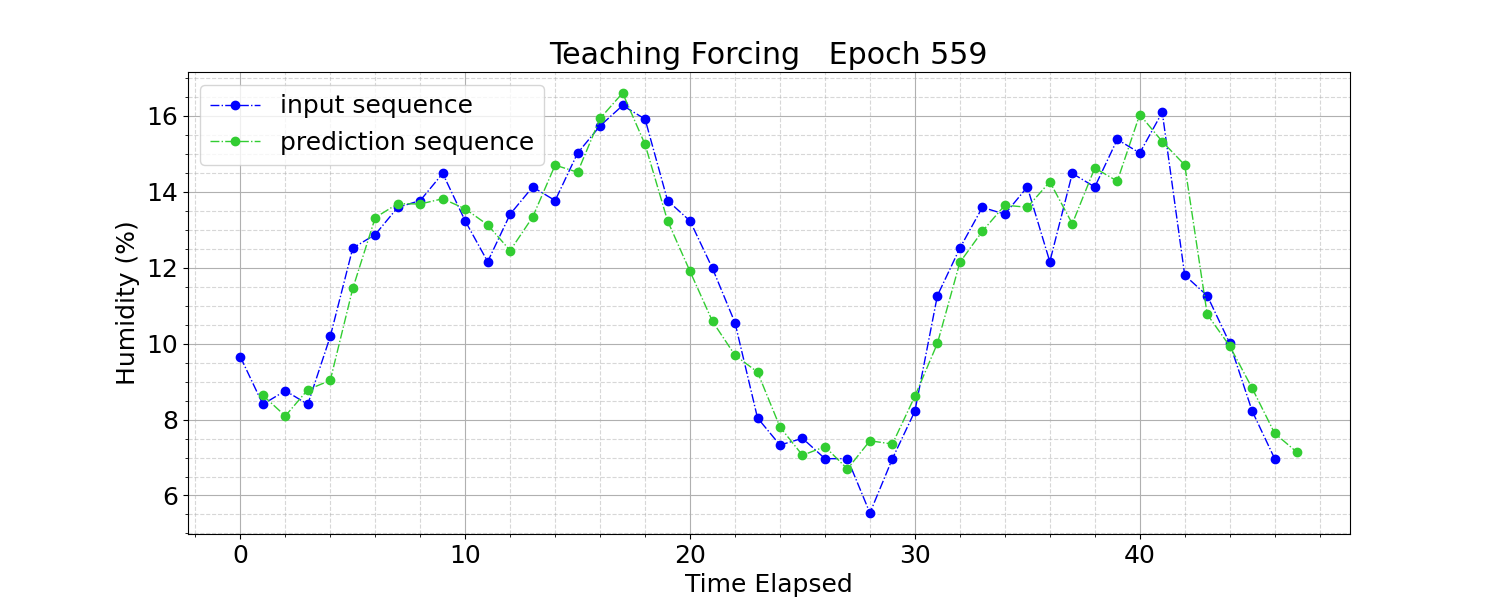 Teaching Forcing   Epoch 559
input sequence
prediction sequence
Humidity (%)
16
14
12
10
8
6
0 10 20 30 40
Time Elapsed